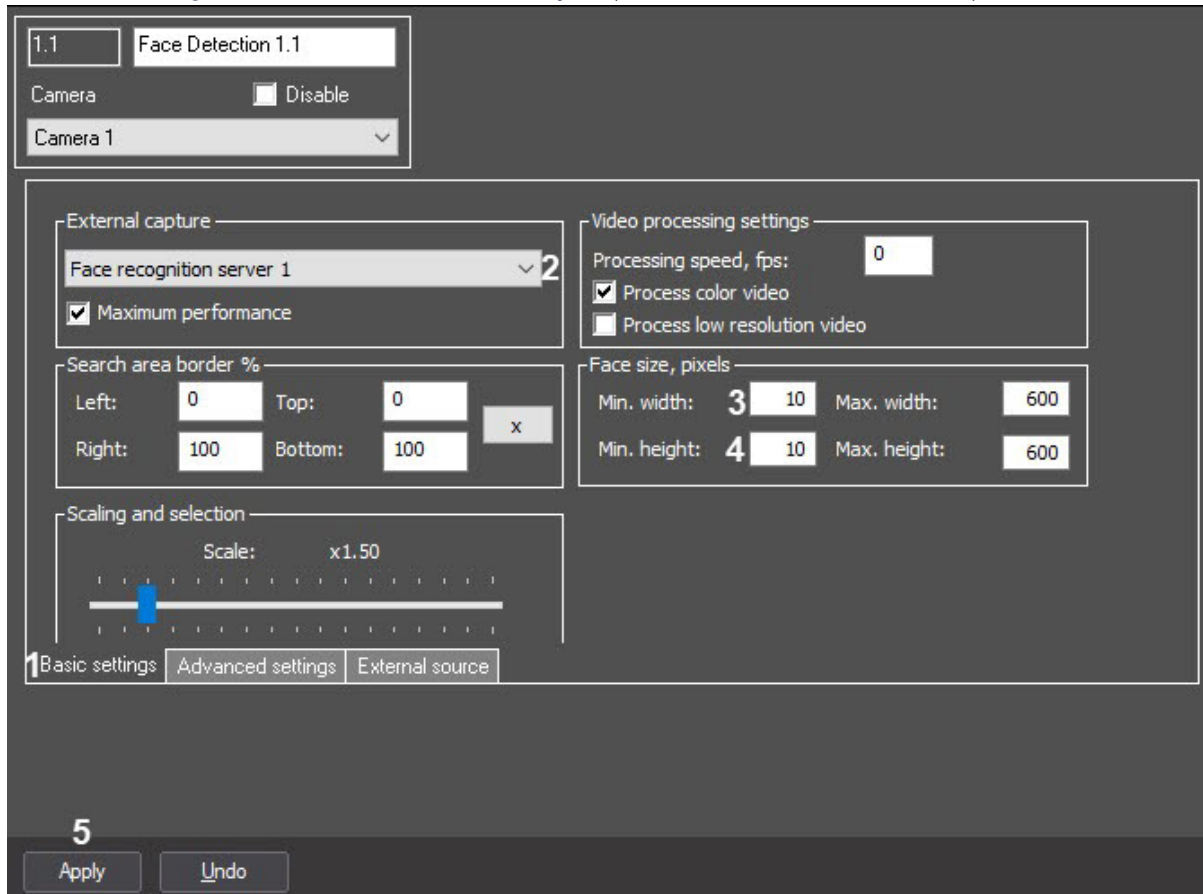 1.1 Face Detection 1.1
Camera Disable
Camera 1
External capture
Face recognition server 1 2
Maximum performance
Video processing settings
Processing speed, fps: 0
Process color video
Process low resolution video
Search area border %
Left: 0 Top: 0
x
Right: 100 Bottom: 100
Face size, pixels
Min. width: 3 10 Max. width: 600
Min. height: 4 10 Max. height: 600
Scaling and selection
Scale: x1.50
1 Basic settings Advanced settings External source
5
Apply Undo